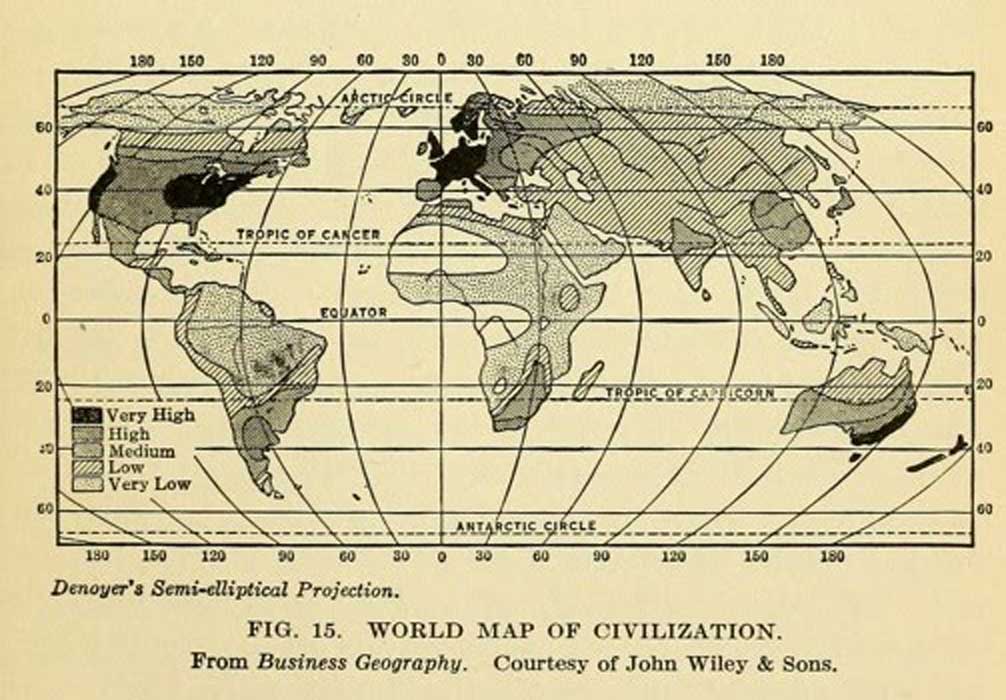 180 150 120 90 60 30 0 30 60 90 120 150 180
ARCTIC CIRCLE
60 60
40 40
TROPIC OF CANCER
20 20
EQUATOR
0 0
20 20
TROPIC OF CAPRICORN
Very High
High
Medium
40 40
Low
Very Low
60 60
ANTARCTIC CIRCLE
180 150 120 90 60 30 0 30 60 90 120 150 180
Denoyer's Semi-elliptical Projection.
FIG. 15. WORLD MAP OF CIVILIZATION.
From Business Geography. Courtesy of John Wiley & Sons.